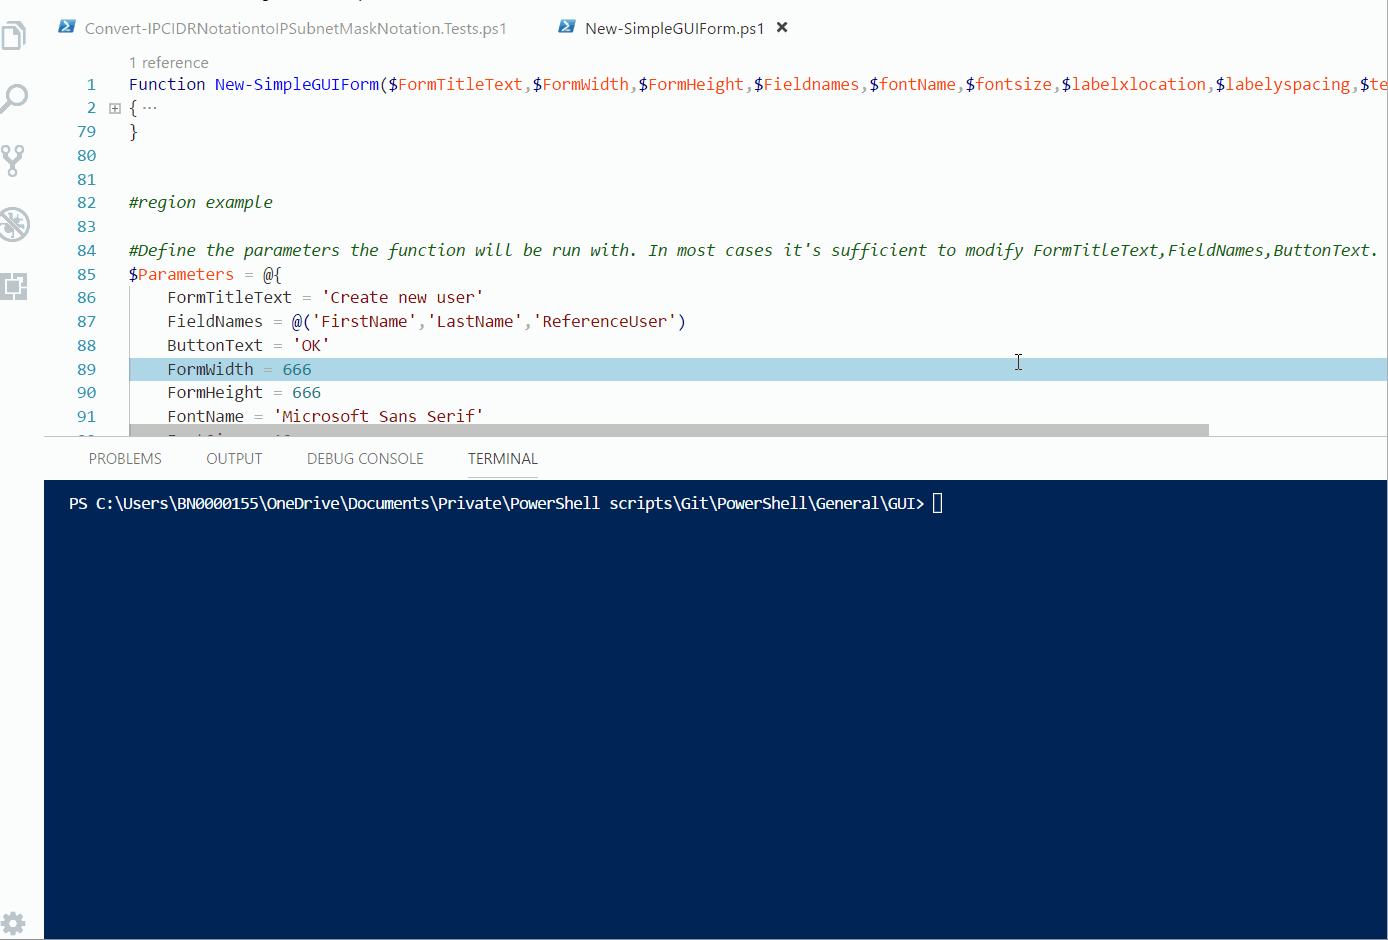 Convert-IPCIDRNotationtoIPSubnetMaskNotation.Tests.ps1 New-SimpleGUIForm.ps1
1 reference
1 Function New-SimpleGUIForm($FormTitleText,$FormWidth,$FormHeight,$Fieldnames,$fontName,$fontsize,$labelxlocation,$labelyspacing,$te
2 { ...
79 }
80
81
82 #region example
83
84 #Define the parameters the function will be run with. In most cases it's sufficient to modify FormTitleText,FieldNames,ButtonText.
85 $Parameters = @{
86 FormTitleText = 'Create new user'
87 FieldNames = @('FirstName','LastName','ReferenceUser')
88 ButtonText = 'OK'
89 FormWidth = 666
90 FormHeight = 666
91 FontName = 'Microsoft Sans Serif'
PROBLEMS OUTPUT DEBUG CONSOLE TERMINAL
PS C:\Users\BN0000155\OneDrive\Documents\Private\PowerShell scripts\Git\PowerShell\General\GUI>